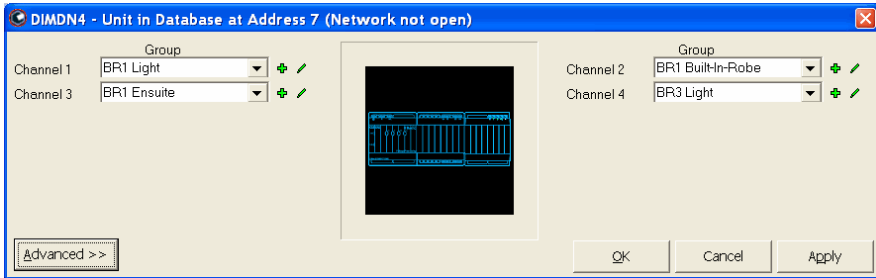 DIMDN4 - Unit in Database at Address 7 (Network not open)
Group Group
Channel 1 BR1 Light Channel 2 BR1 Built-In-Robe
Channel 3 BR1 Ensuite Channel 4 BR3 Light
Advanced >> OK Cancel Apply